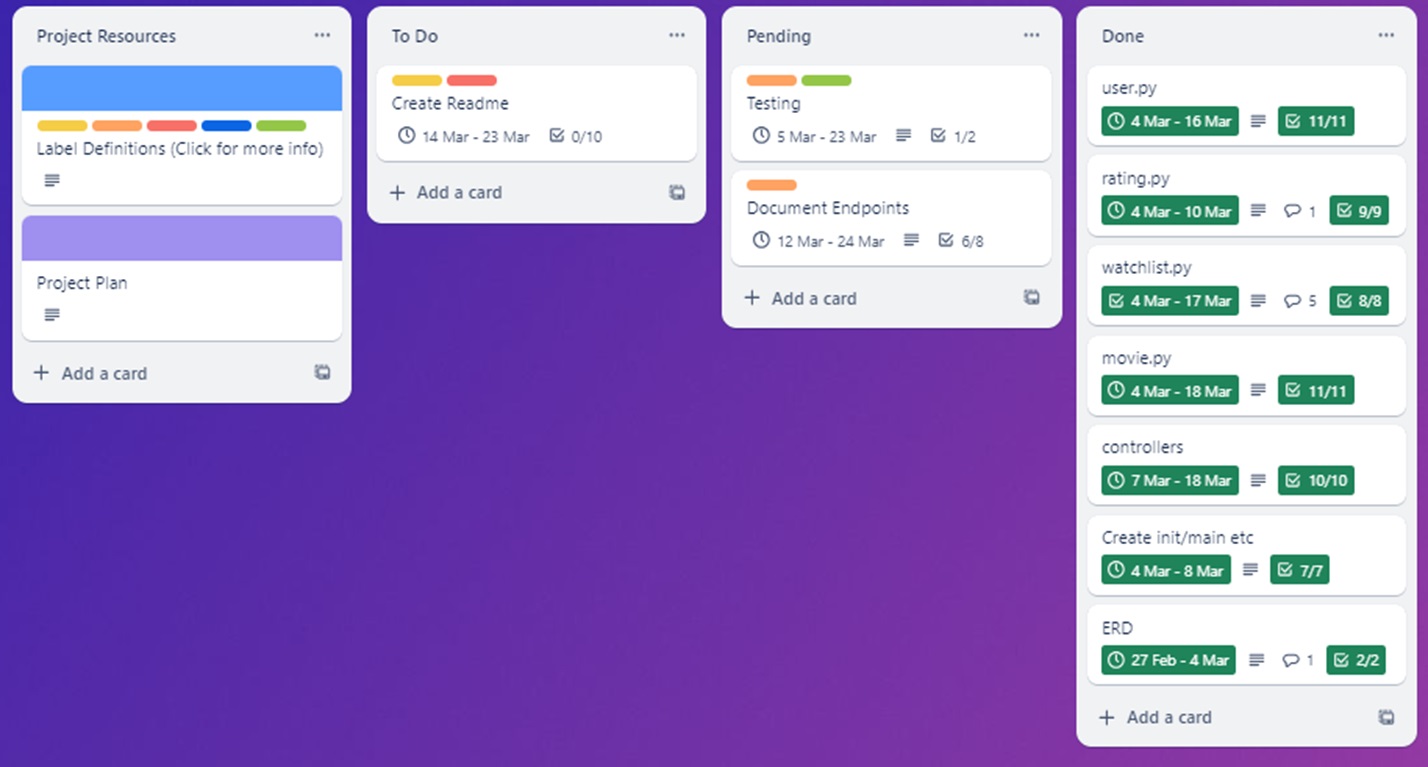 Project Resources
Label Definitions (Click for more info)
Project Plan
Add a card
To Do
Create Readme
14 Mar - 23 Mar 0/10
Add a card
Pending
Testing
5 Mar - 23 Mar 1/2
Document Endpoints
12 Mar - 24 Mar 6/8
Add a card
Done
user.py
4 Mar - 16 Mar 11/11
rating.py
4 Mar - 10 Mar 1 9/9
watchlist.py
4 Mar - 17 Mar 5 8/8
movie.py
4 Mar - 18 Mar 11/11
controllers
7 Mar - 18 Mar 10/10
Create init/main etc
4 Mar - 8 Mar 7/7
ERD
27 Feb - 4 Mar 1 2/2
Add a card